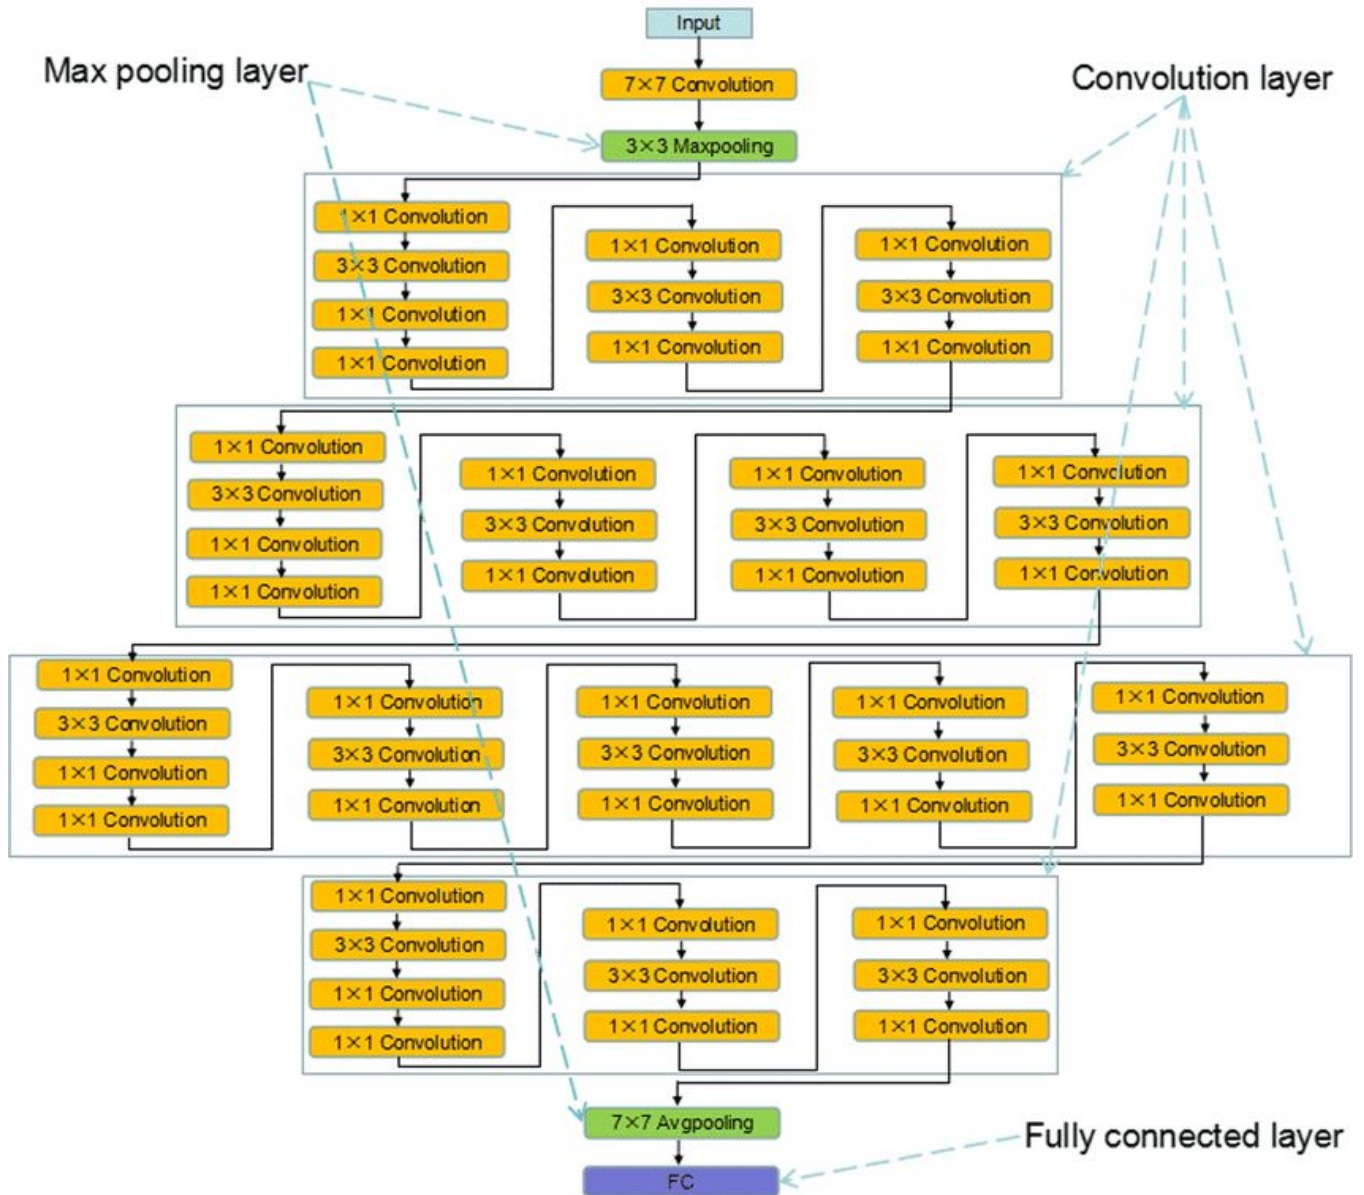 Input
Max pooling layer
7×7 Convolution
Convolution layer
3×3 Maxpooling
1×1 Convolution
3×3 Convolution
1×1 Convolution
1×1 Convolution
1×1 Convolution
3×3 Convolution
1×1 Convolution
1×1 Convolution
3×3 Convolution
1×1 Convolution
1×1 Convolution
3×3 Convolution
1×1 Convolution
1×1 Convolution
1×1 Convolution
3×3 Convolution
1×1 Convolution
1×1 Convolution
3×3 Convolution
1×1 Convolution
1×1 Convolution
3×3 Convolution
1×1 Convolution
1×1 Convolution
3×3 Convolution
1×1 Convolution
1×1 Convolution
1×1 Convolution
3×3 Convolution
1×1 Convolution
1×1 Convolution
3×3 Convolution
1×1 Convolution
1×1 Convolution
3×3 Convolution
1×1 Convolution
1×1 Convolution
3×3 Convolution
1×1 Convolution
1×1 Convolution
3×3 Convolution
1×1 Convolution
1×1 Convolution
1×1 Convolution
3×3 Convolution
1×1 Convolution
1×1 Convolution
3×3 Convolution
1×1 Convolution
7×7 Avgpooling
Fully connected layer
FC